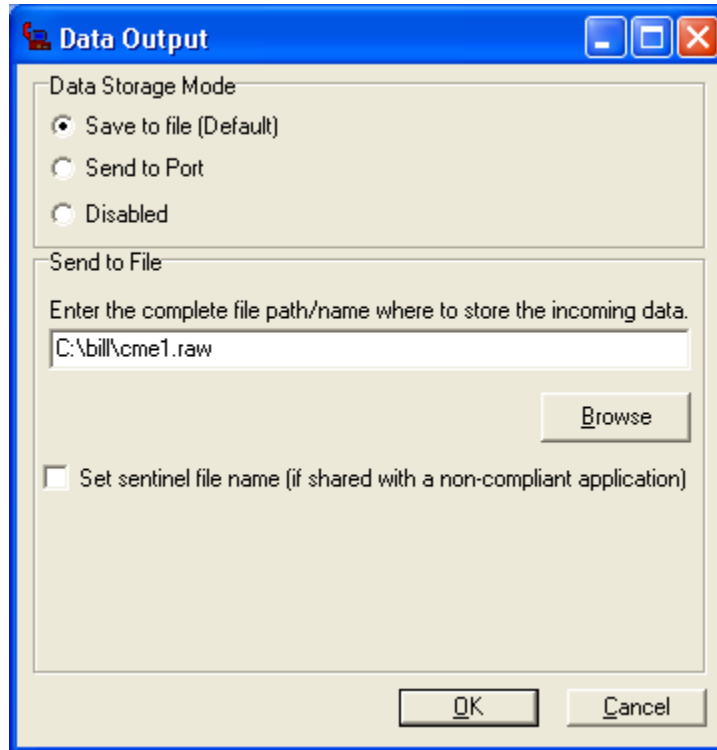 Data Output
Data Storage Mode
Save to file (Default)
Send to Port
Disabled
Send to File
Enter the complete file path/name where to store the incoming data.
C:\bill\cme1.raw
Browse
Set sentinel file name (if shared with a non-compliant application)
OK
Cancel